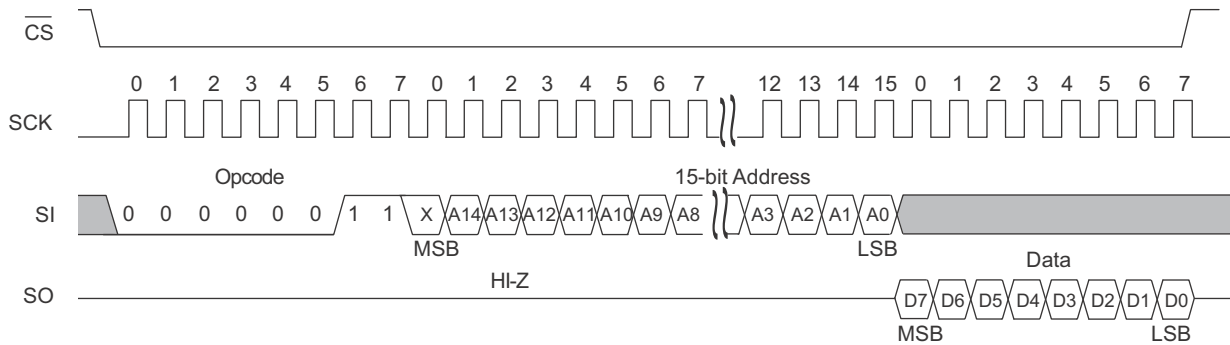 CS
0 1 2 3 4 5 6 7 0 1 2 3 4 5 6 7 12 13 14 15 0 1 2 3 4 5 6 7
SCK
Opcode 15-bit Address
SI 0 0 0 0 0 0 1 1 X A14 A13 A12 A11 A10 A9 A8 A3 A2 A1 A0
MSB LSB
HI-Z Data
SO D7 D6 D5 D4 D3 D2 D1 D0
MSB LSB